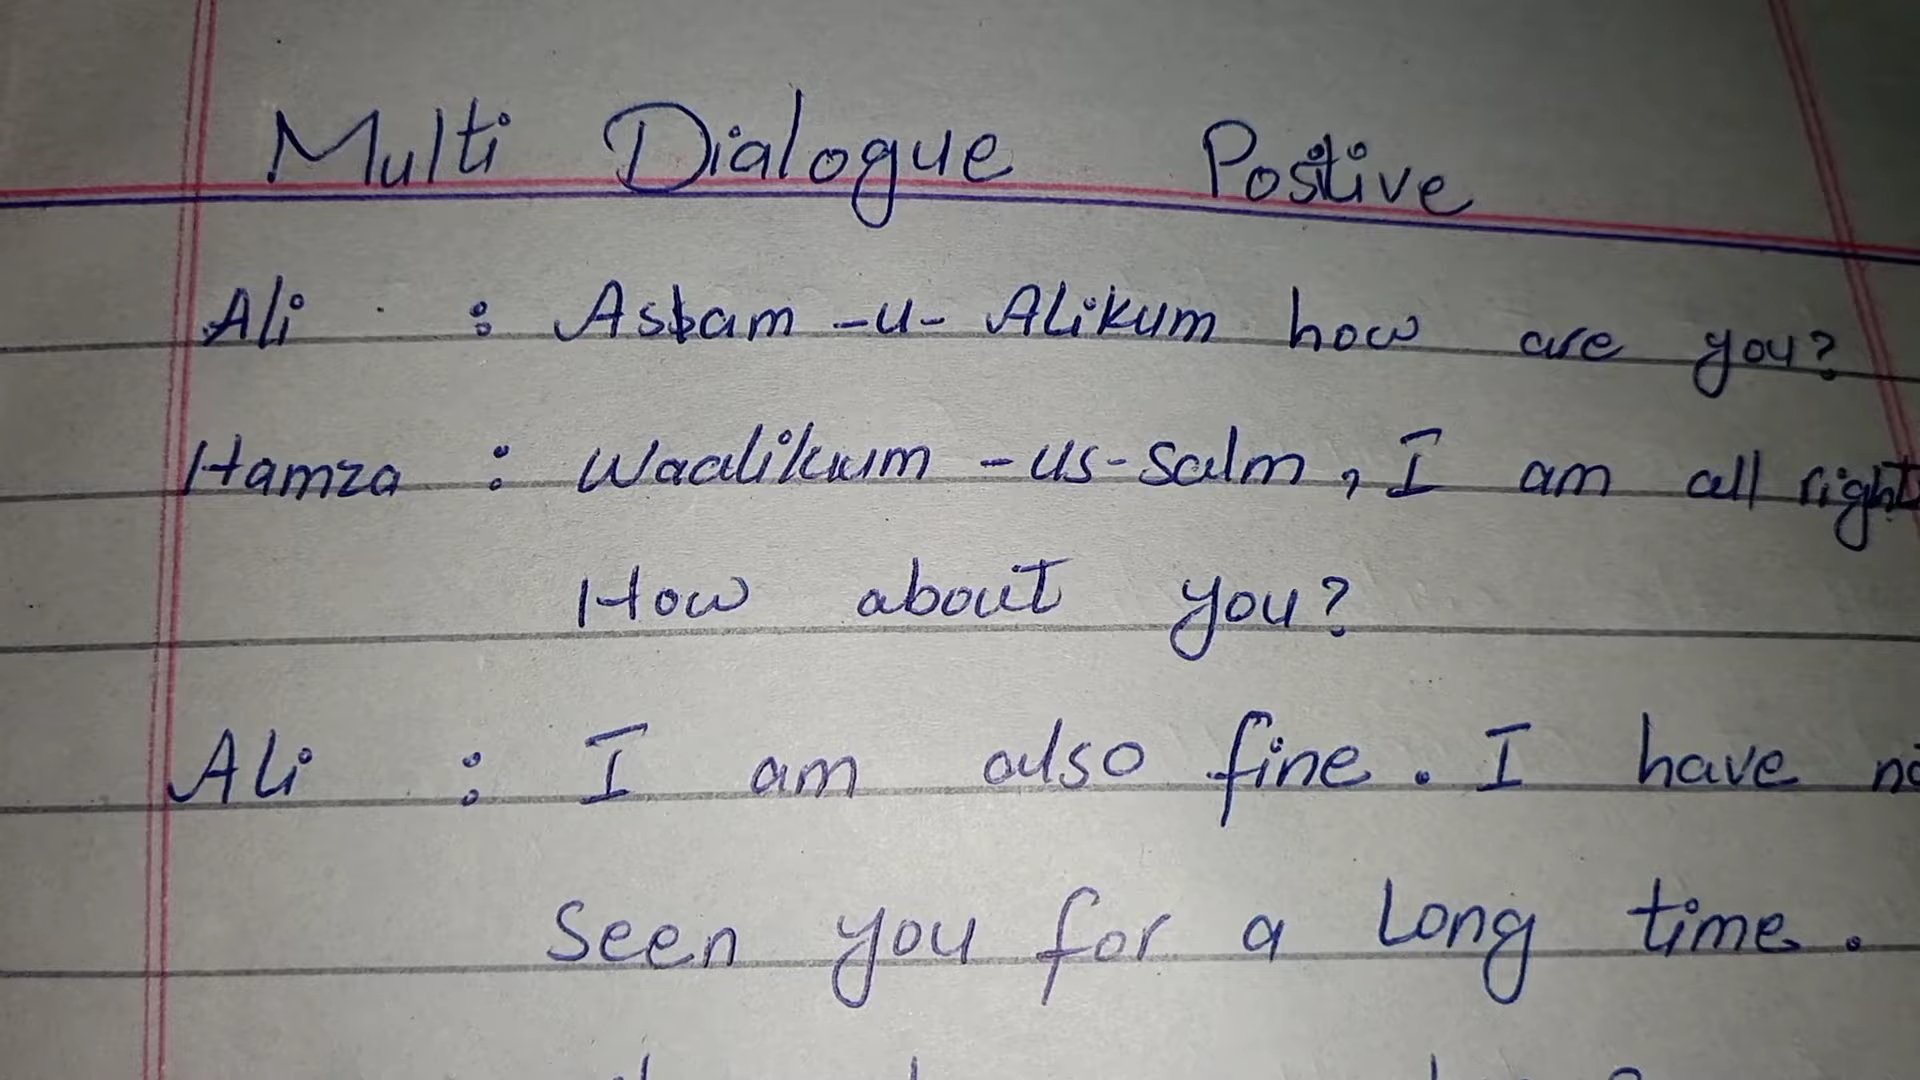 Multi Dialogue Postive
Ali : Aslam -u- Alikum how are you?
Hamza : Waalikum -us-salm, I am all right
How about you?
Ali : I am also fine. I have
Seen you for a long time.